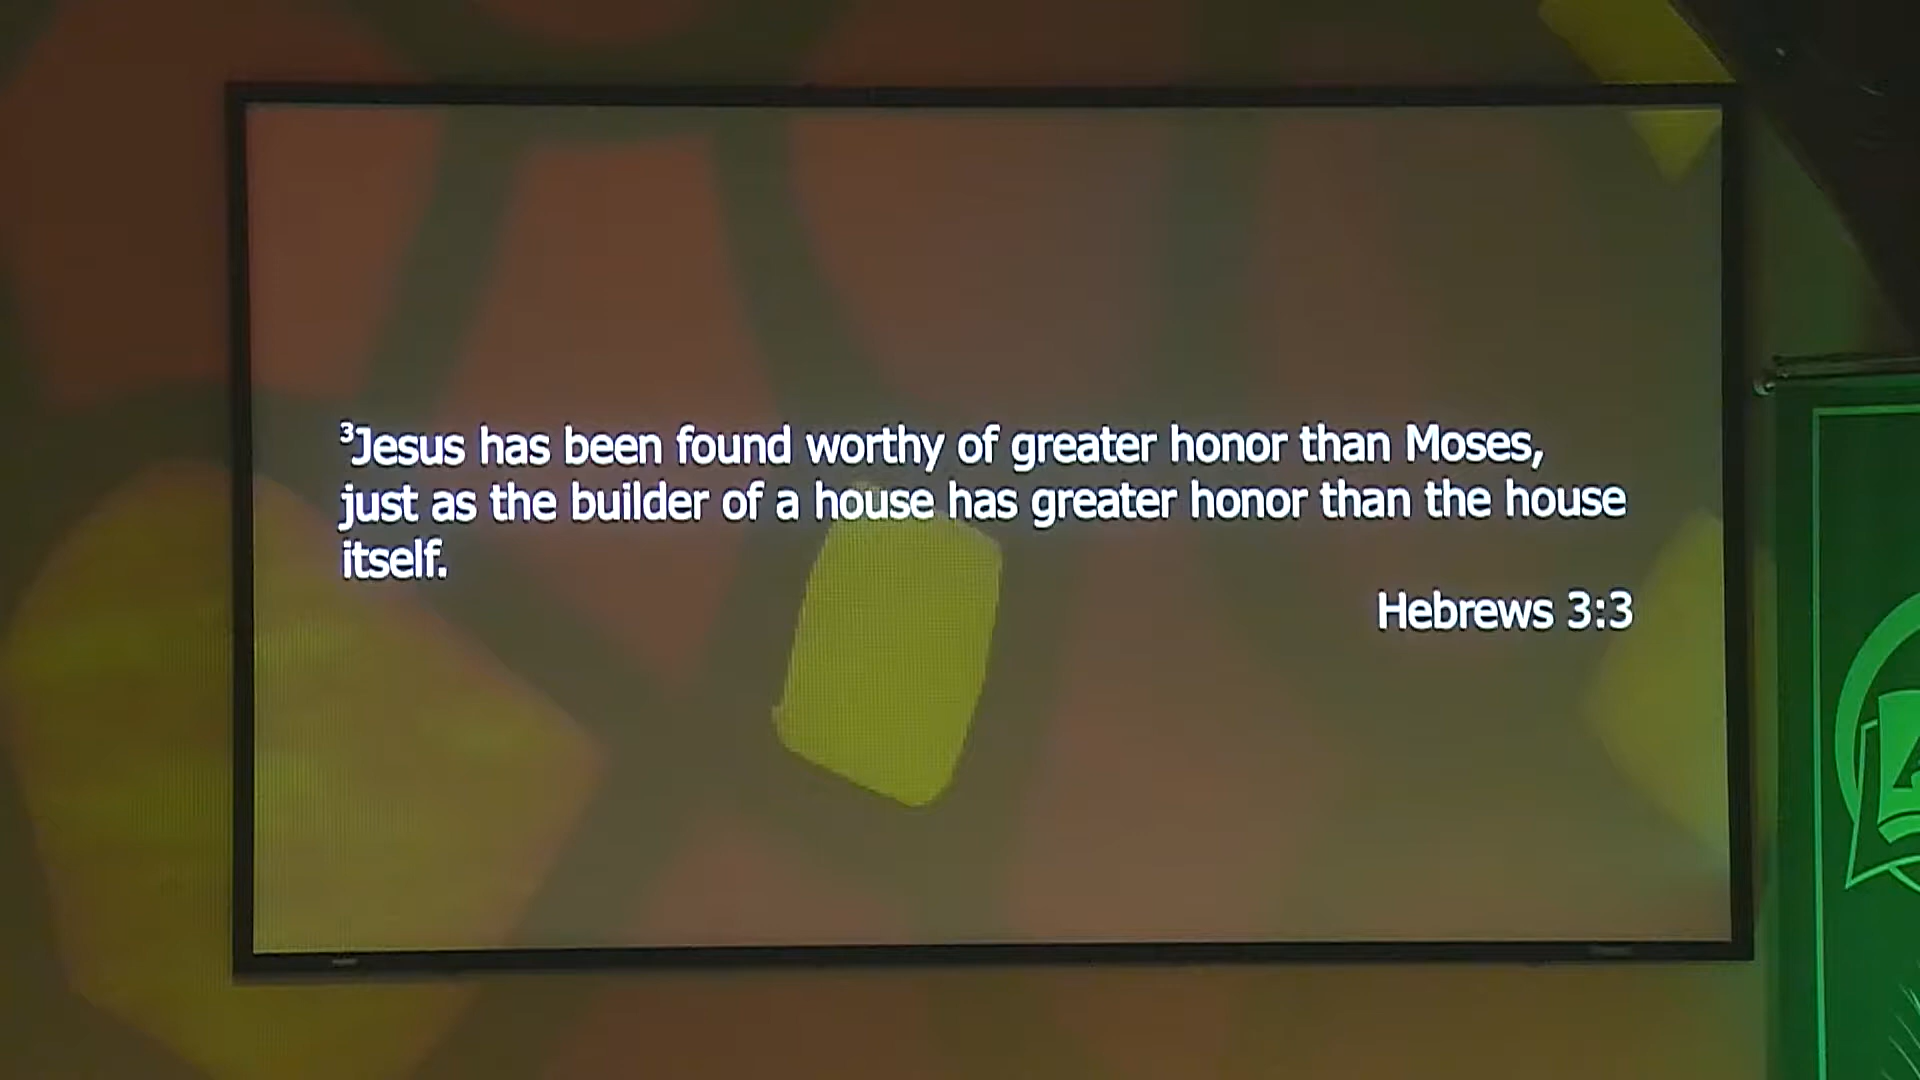 ³Jesus has been found worthy of greater honor than Moses,
just as the builder of a house has greater honor than the house
itself.
Hebrews 3:3